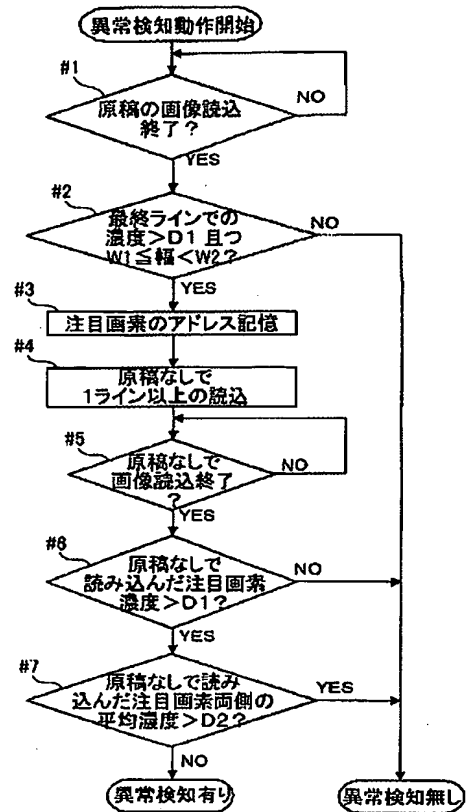 異常検知動作開始
#1
原稿の画像読込
終了?
NO
YES
#2
最終ラインでの
濃度>D1 且つ
W1≦幅<W2?
NO
YES
#3
注目画素のアドレス記憶
#4
原稿なしで
1ライン以上の読込
#5
原稿なしで
画像読込終了
?
NO
YES
#6
原稿なしで
読み込んだ注目画素
濃度>D1?
NO
YES
#7
原稿なしで読み
込んだ注目画素両側の
平均濃度>D2?
YES
NO
異常検知有り
異常検知無し